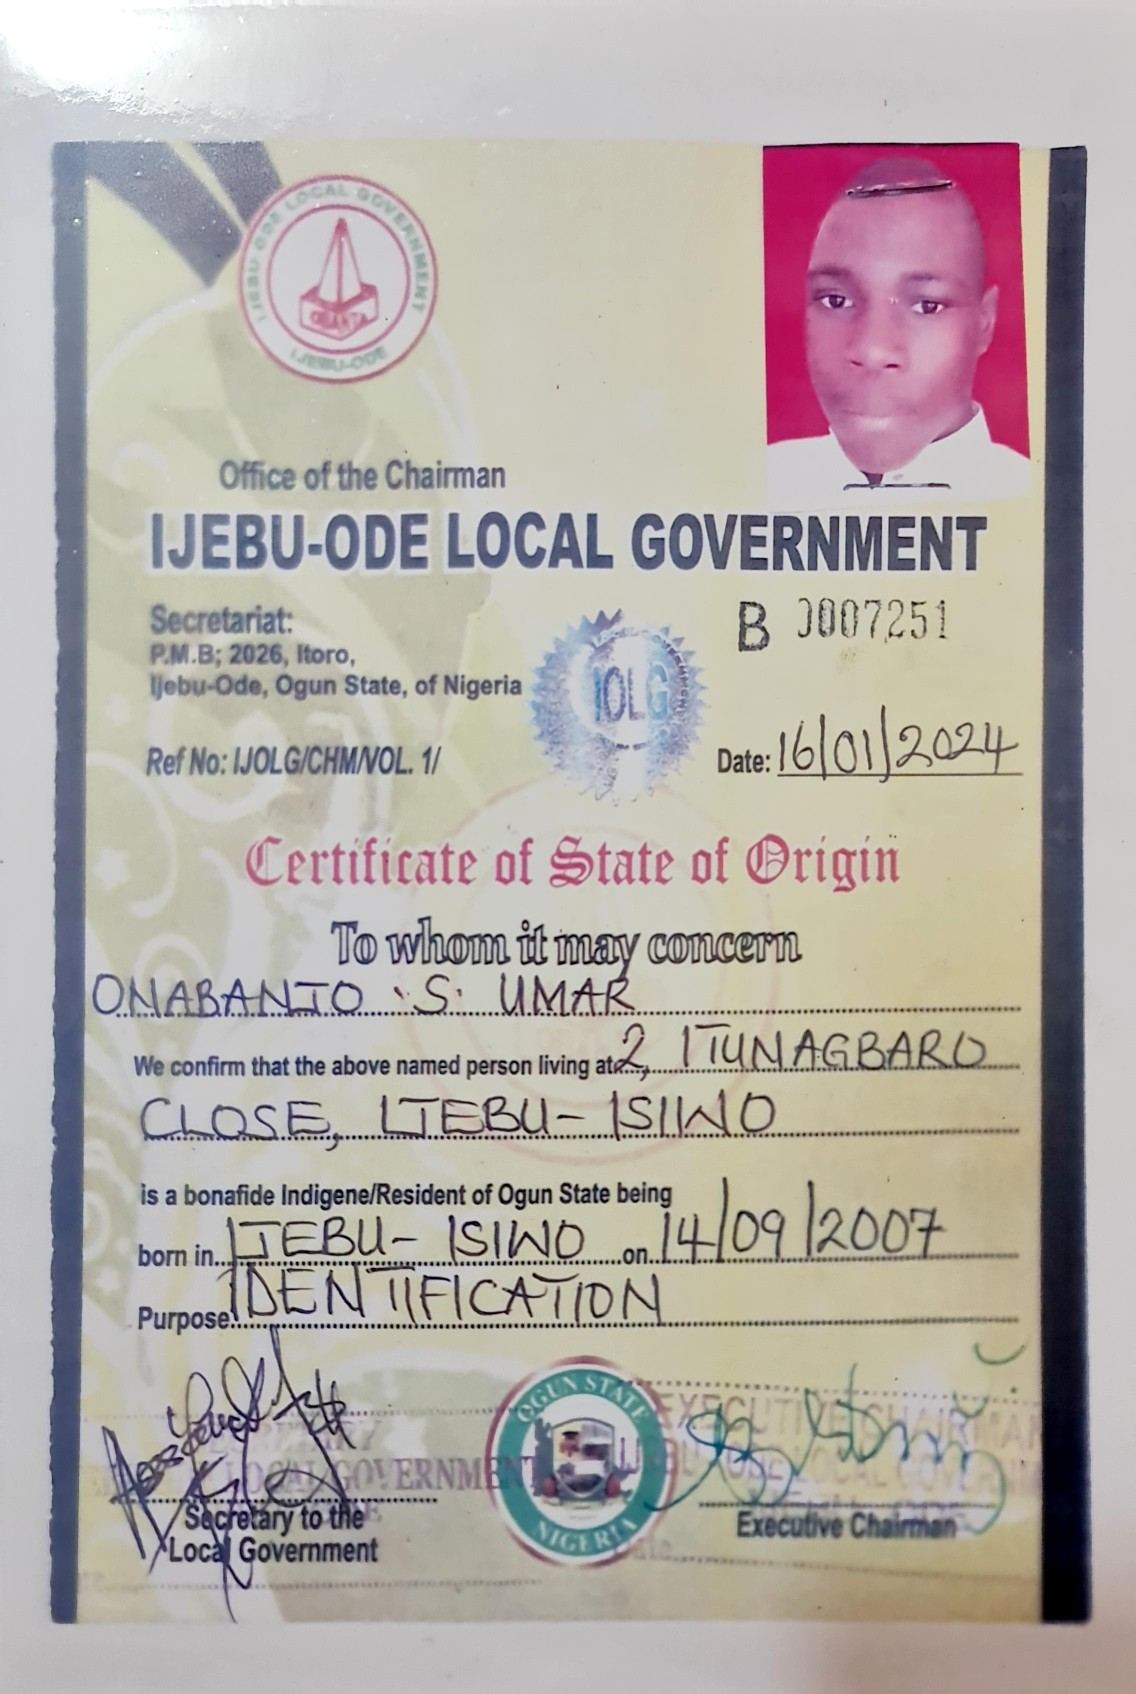 IJEBU-ODE LOCAL GOVERNMENT
OBANTA
IJEBU-ODE
Office of the Chairman
IJEBU-ODE LOCAL GOVERNMENT
Secretariat:
P.M.B; 2026, Itoro,
Ijebu-Ode, Ogun State, of Nigeria
IOLG
B 0007251
Ref No: IJOLG/CHM/VOL. 1/
Date: 16/01/2024
Certificate of State of Origin
To whom it may concern
ONABANJO .S. UMAR
We confirm that the above named person living at 2, ITUNAGBARO
CLOSE, IJEBU-ISIWO
is a bonafide Indigene/Resident of Ogun State being
born in IJEBU-ISIWO on 14/09/2007
Purpose IDENTIFICATION
OGUN STATE
NIGERIA
EXECUTIVE CHAIRMAN
LOCAL GOVERNMENT
Secretary to the
Local Government
Executive Chairman